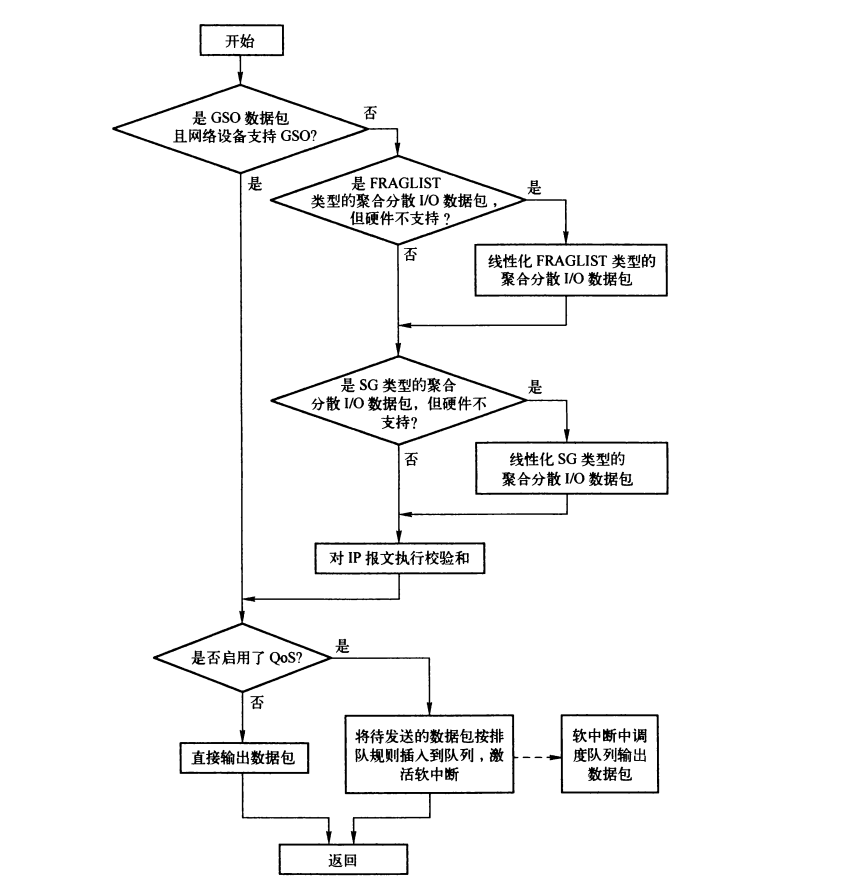 开始
是 GSO 数据包
且网络设备支持 GSO?
否
是
是 FRAGLIST
类型的聚合分散 I/O 数据包，
但硬件不支持？
是
否
线性化 FRAGLIST 类型的
聚合分散 I/O 数据包
是 SG 类型的聚合
分散 I/O 数据包，但硬件不
支持?
是
否
线性化 SG 类型的
聚合分散 I/O 数据包
对 IP 报文执行校验和
是否启用了 QoS?
是
否
直接输出数据包
将待发送的数据包按排
队规则插入到队列，激
活软中断
软中断中调
度队列输出
数据包
返回